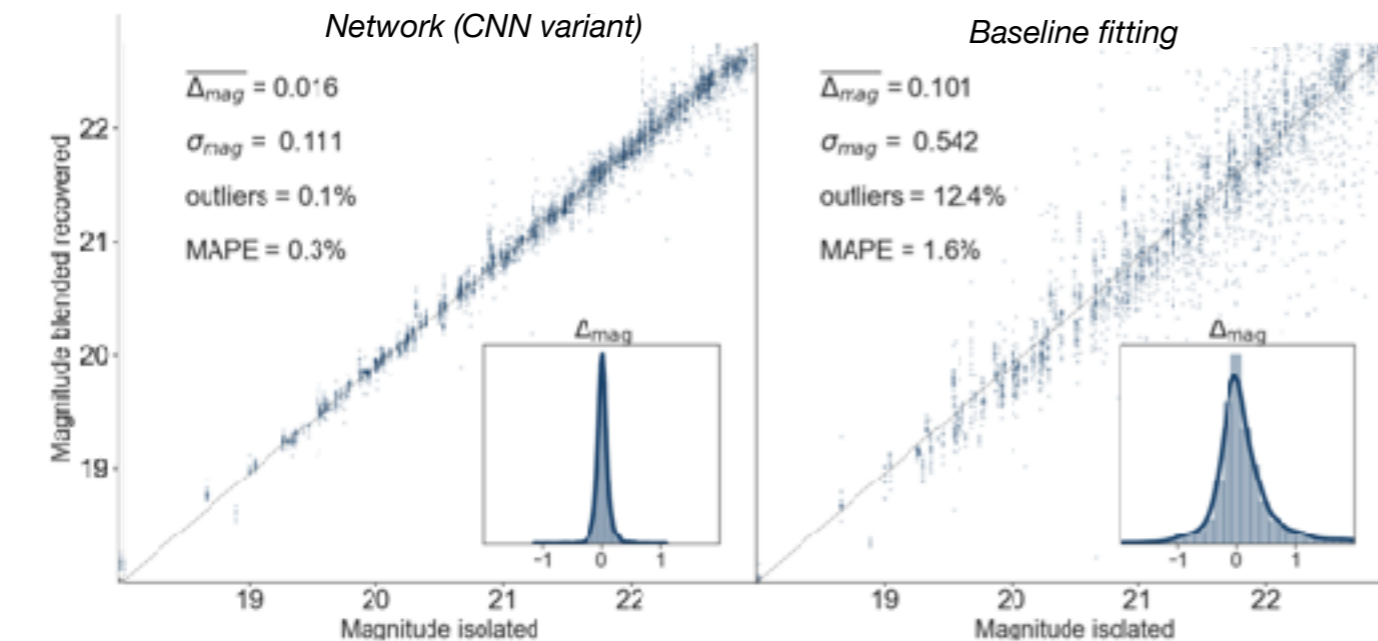 Network (CNN variant)
Δmag = 0.016
σmag = 0.111
outliers = 0.1%
MAPE = 0.3%
Δmag
-1 0 1
22
21
20
19
Magnitude blended recovered
19 20 21 22
Magnitude isolated
Baseline fitting
Δmag = 0.101
σmag = 0.542
outliers = 12.4%
MAPE = 1.6%
Δmag
-1 0 1
19 20 21 22
Magnitude isolated